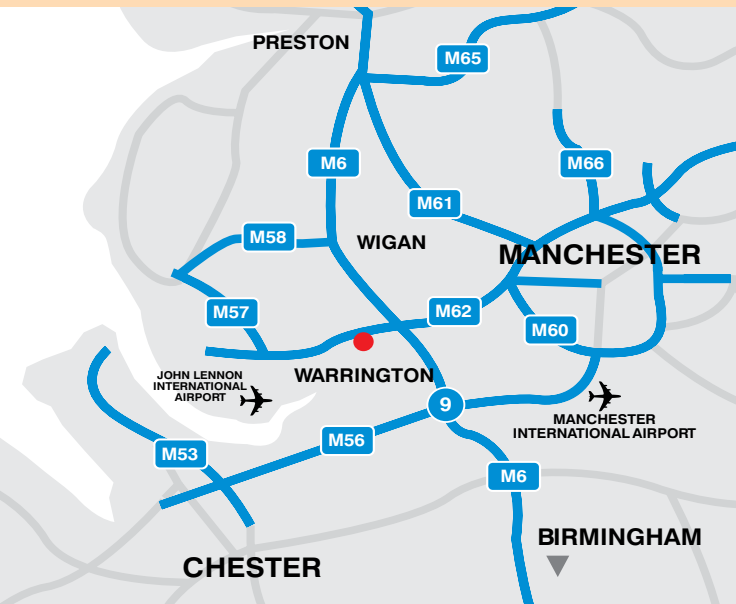 PRESTON
M65
M6
M66
M61
M58
WIGAN
MANCHESTER
M57
M62
M60
JOHN LENNON
INTERNATIONAL
AIRPORT
WARRINGTON
9
MANCHESTER
INTERNATIONAL AIRPORT
M56
M53
M6
BIRMINGHAM
CHESTER